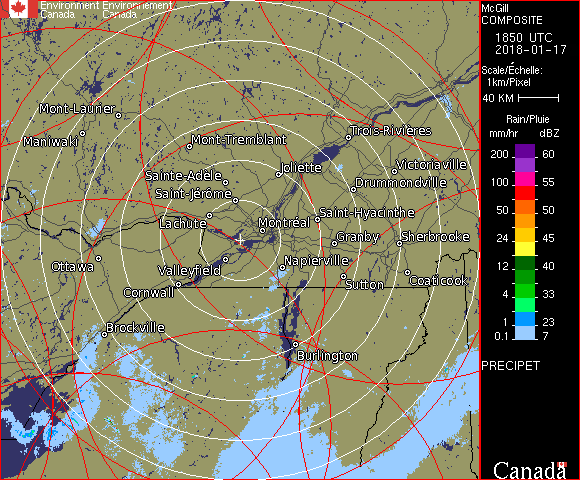 Environment Environnement
Canada Canada
McGill
COMPOSITE
1850 UTC
2018-01-17
Scale/Échelle:
1km/Pixel
40 KM
Rain/Pluie
mm/hr dBZ
200 60
100 55
50 50
24 45
12 40
4 33
1 23
0.1 7
PRECIPET
Canada
Mont-Laurier
Maniwaki
Mont-Tremblant
Trois-Rivières
Victoriaville
Joliette
Sainte-Adèle
Saint-Jérôme
Drummondville
Lachute
Montréal
Saint-Hyacinthe
Granby
Sherbrooke
Ottawa
Valleyfield
Napierville
Sutton
Coaticook
Cornwall
Brockville
Burlington